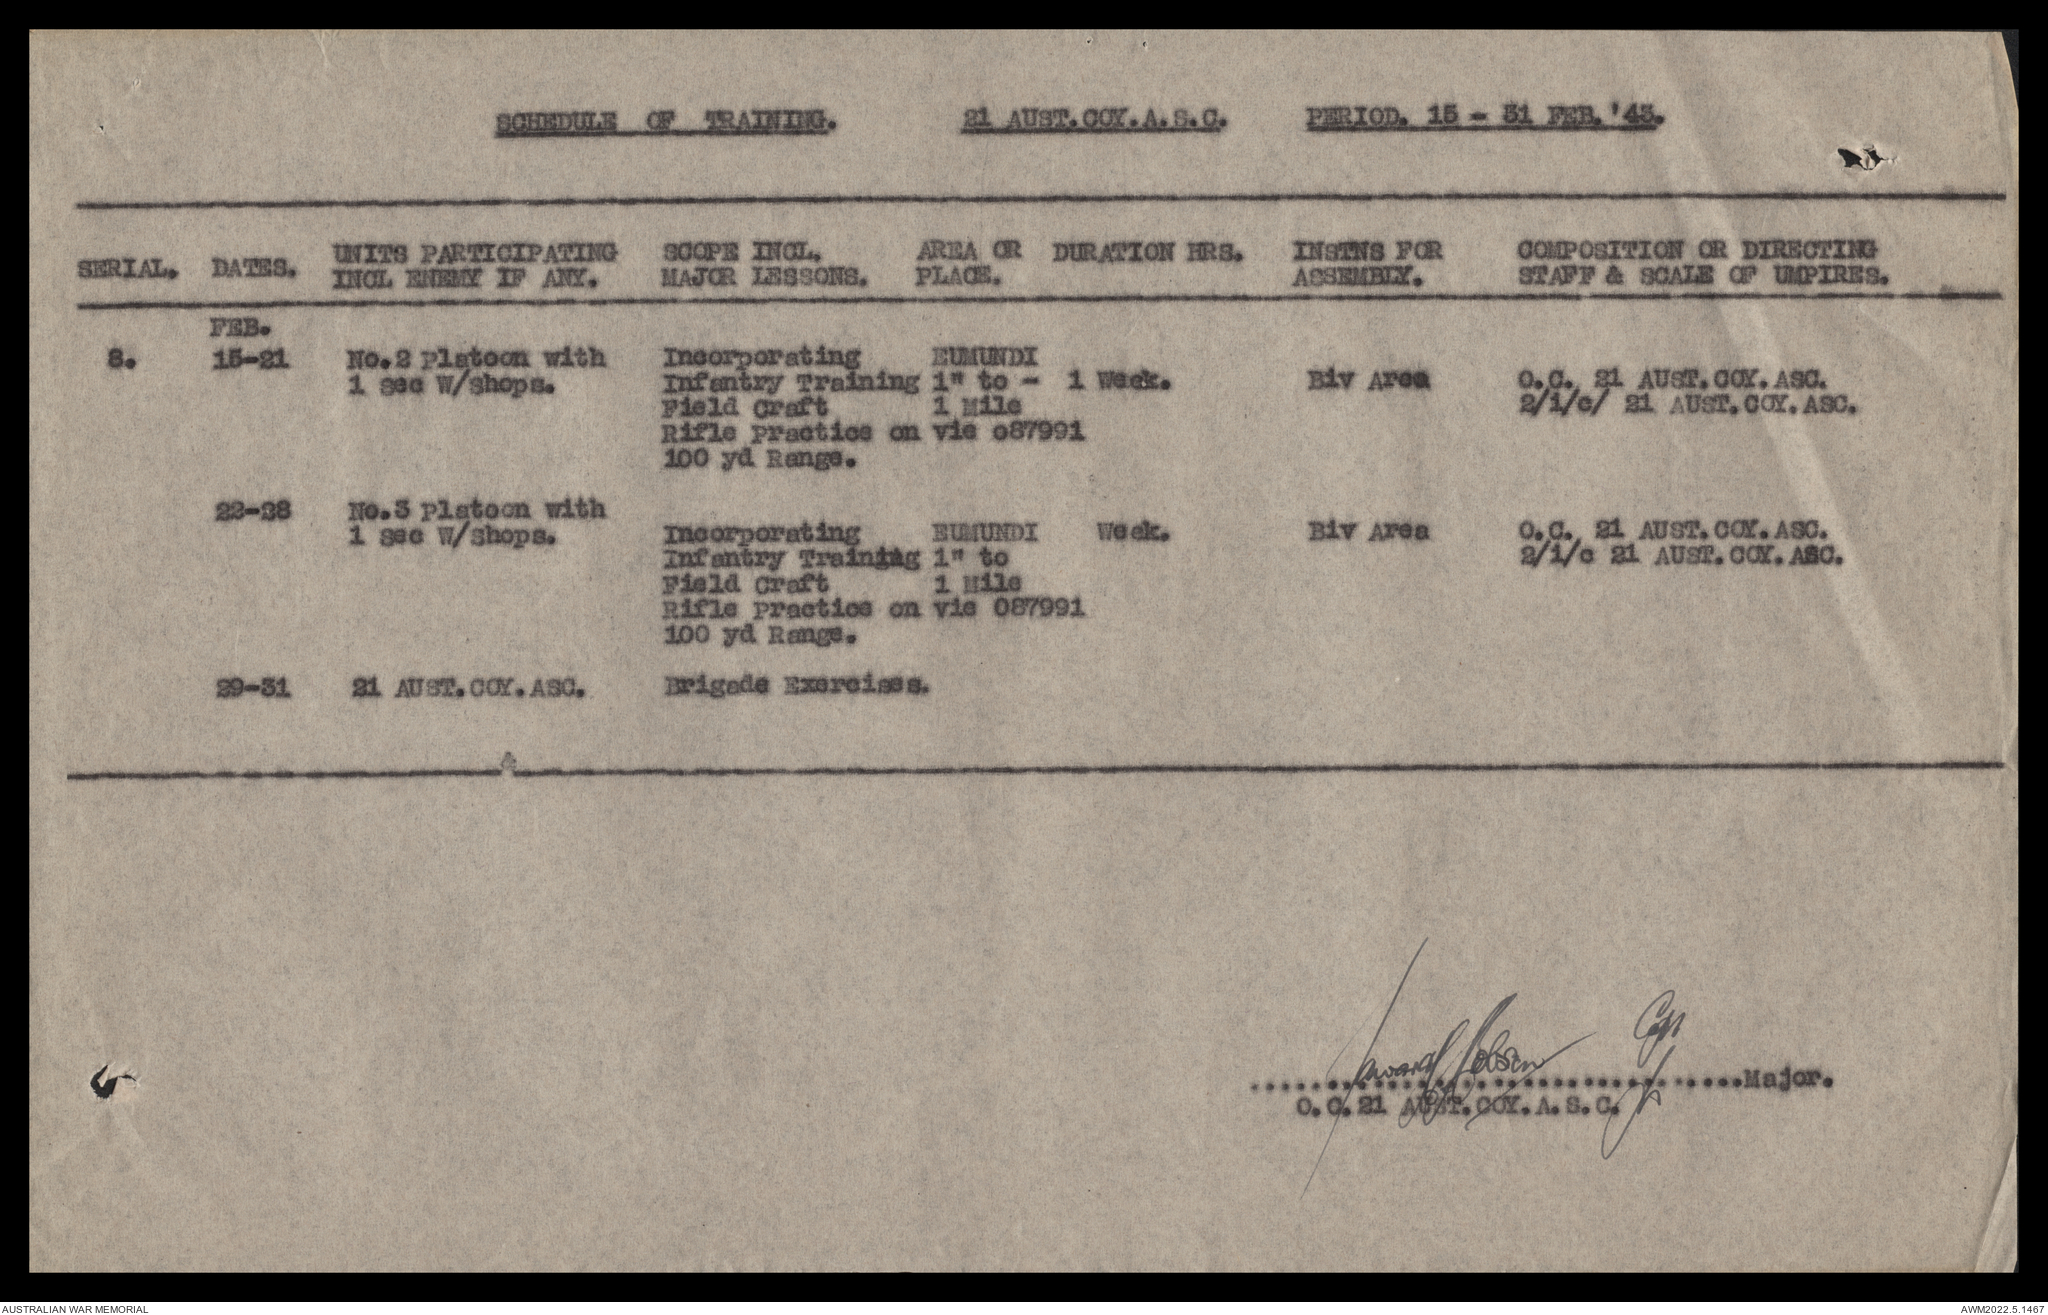 SCHEDULE OF TRAINING. 21 AUST.COY.A.S.C. PERIOD. 15 - 31 FEB.'43.
SERIAL. DATES. UNITS PARTICIPATING INCL ENEMY IF ANY. SCOPE INCL. MAJOR LESSONS. AREA OR PLACE. DURATION HRS. INSTNS FOR ASSEMBLY. COMPOSITION OR DIRECTING STAFF & SCALE OF UMPIRES.
FEB.
8. 15-21 No.2 Platoon with Incorporating EUMUNDI
1 sec W/Shops. Infantry Training 1" to - 1 Week. Biv Area O.C. 21 AUST.COY.ASC.
Field Craft 1 Mile 2/i/c/ 21 AUST.COY.ASC.
Rifle Practice on vic 087991
100 yd Range.
22-28 No.3 Platoon with
1 sec W/Shops. Incorporating EUMUNDI Week. Biv Area O.C. 21 AUST.COY.ASC.
Infantry Training 1" to 2/i/c 21 AUST.COY.ASC.
Field Craft 1 Mile
Rifle Practice on vic 087991
100 yd Range.
29-31 21 AUST.COY.ASC. Brigade Exercises.
Capt
Major.
O.C.21 AUST.COY.A.S.C.
AUSTRALIAN WAR MEMORIAL AWM2022.5.1467